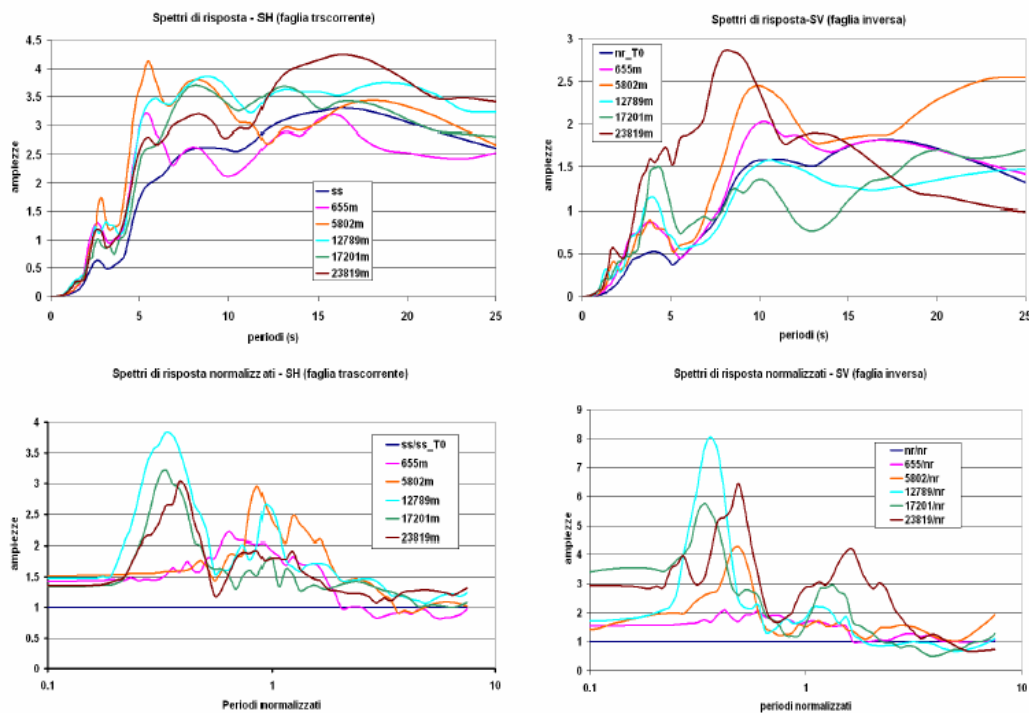 Spettri di risposta - SH (faglia trscorrente)
ampiezze
4.5
4
3.5
3
2.5
2
1.5
1
0.5
0
0
5
10
15
20
25
periodi (s)
ss
655m
5802m
12789m
17201m
23819m
Spettri di risposta-SV (faglia inversa)
ampiezze
3
2.5
2
1.5
1
0.5
0
0
5
10
15
20
25
periodi (s)
nr_T0
655m
5802m
12789m
17201m
23819m
Spettri di risposta normalizzati - SH (faglia trascorrente)
ampiezze
4
3.5
3
2.5
2
1.5
1
0.5
0
0.1
1
10
Periodi normalizzati
ss/ss_T0
655m
5802m
12789m
17201m
23819m
Spettri di risposta normalizzati - SV (faglia inversa)
ampiezze
9
8
7
6
5
4
3
2
1
0
0.1
1
10
periodi normalizzati
nr/nr
655/nr
5802/nr
12789/nr
17201/nr
23819/nr